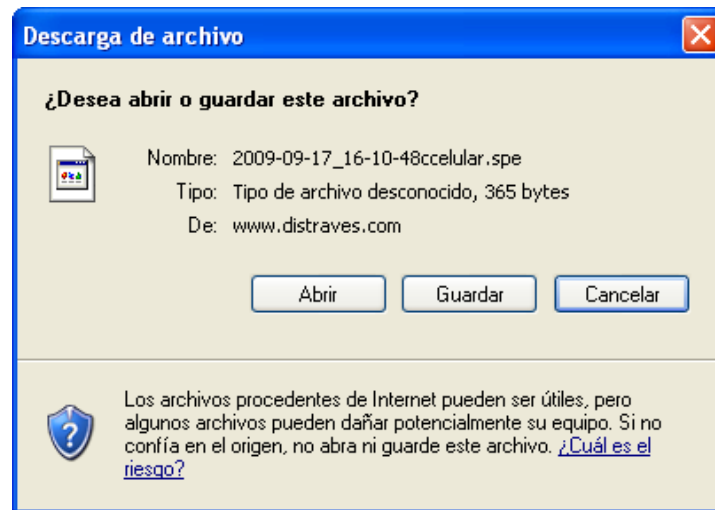 Descarga de archivo
¿Desea abrir o guardar este archivo?
Nombre: 2009-09-17_16-10-48ccelular.spe
Tipo: Tipo de archivo desconocido, 365 bytes
De: www.distraves.com
Abrir Guardar Cancelar
Los archivos procedentes de Internet pueden ser útiles, pero
algunos archivos pueden dañar potencialmente su equipo. Si no
confía en el origen, no abra ni guarde este archivo. ¿Cuál es el
riesgo?